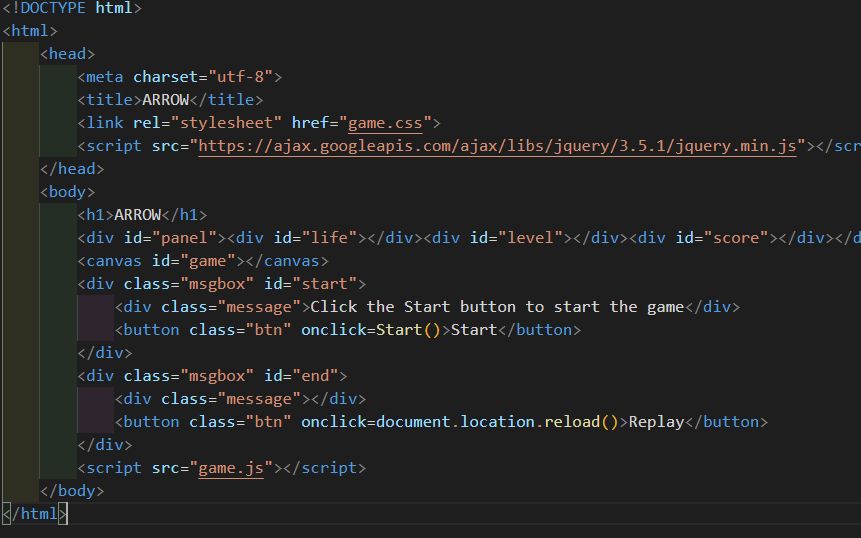 <!DOCTYPE html>
<html>
<head>
<meta charset="utf-8">
<title>ARROW</title>
<link rel="stylesheet" href="game.css">
<script src="https://ajax.googleapis.com/ajax/libs/jquery/3.5.1/jquery.min.js"></scr
</head>
<body>
<h1>ARROW</h1>
<div id="panel"><div id="life"></div><div id="level"></div><div id="score"></div></d
<canvas id="game"></canvas>
<div class="msgbox" id="start">
<div class="message">Click the Start button to start the game</div>
<button class="btn" onclick=Start()>Start</button>
</div>
<div class="msgbox" id="end">
<div class="message"></div>
<button class="btn" onclick=document.location.reload()>Replay</button>
</div>
<script src="game.js"></script>
</body>
</html>